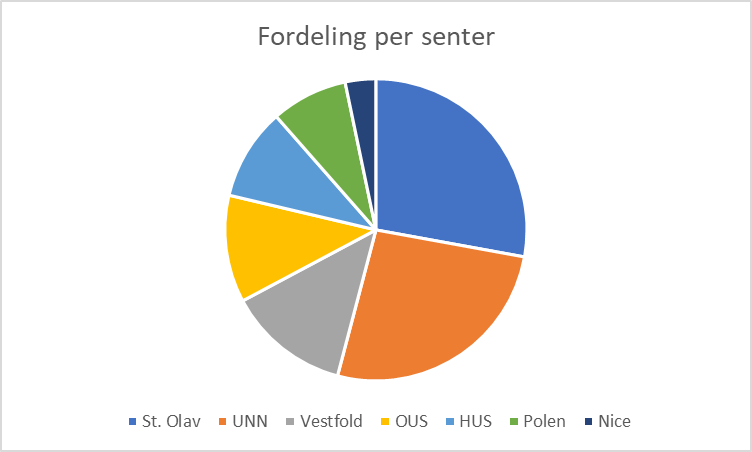 Fordeling per senter
St. Olav UNN Vestfold OUS HUS Polen Nice